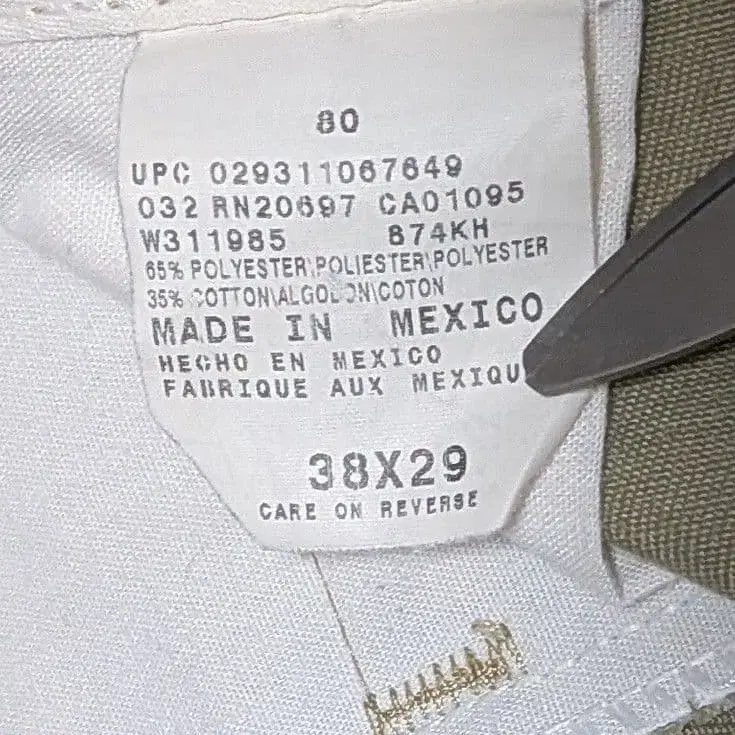 80
UPC 029311067649
032 RN20697 CA01095
W311985 874KH
65% POLYESTER\POLIESTER\POLYESTER
35% COTTON\ALGODON\COTON
MADE IN MEXICO
HECHO EN MEXICO
FABRIQUE AUX MEXIQU
38X29
CARE ON REVERSE